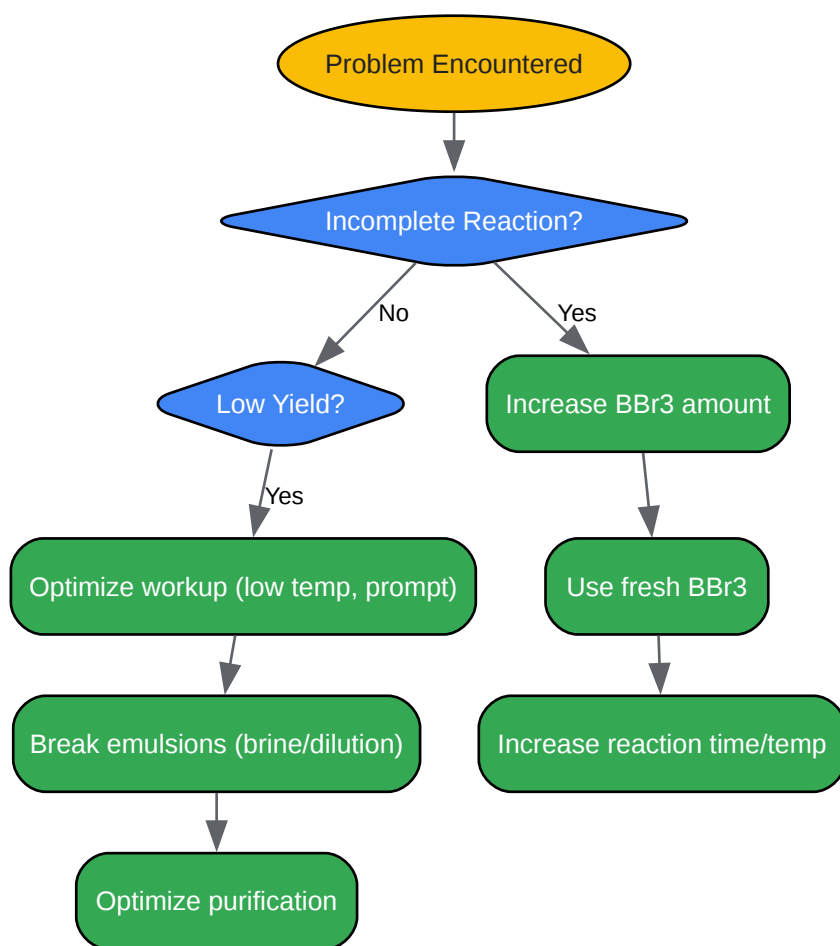 Problem Encountered
Incomplete Reaction?
No
Yes
Low Yield?
Increase BBr3 amount
Yes
Optimize workup (low temp, prompt)
Use fresh BBr3
Break emulsions (brine/dilution)
Increase reaction time/temp
Optimize purification